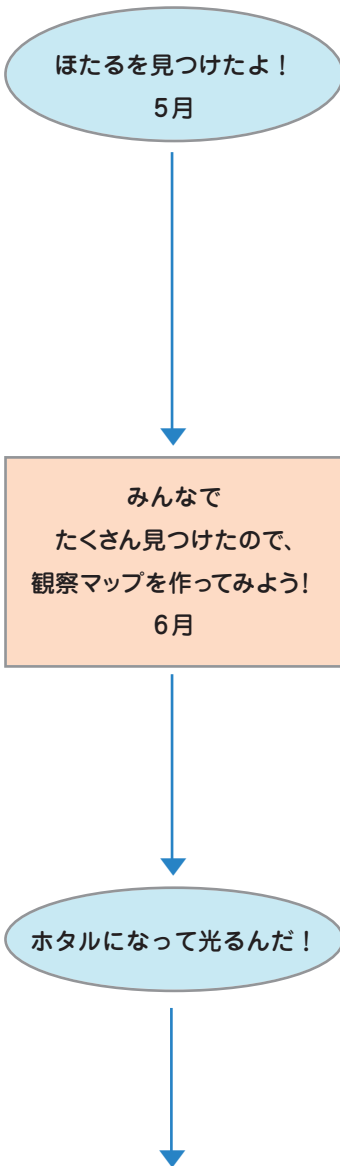 ほたるを見つけたよ！
5月
みんなで
たくさん見つけたので、
観察マップを作ってみよう！
6月
ホタルになって光るんだ！